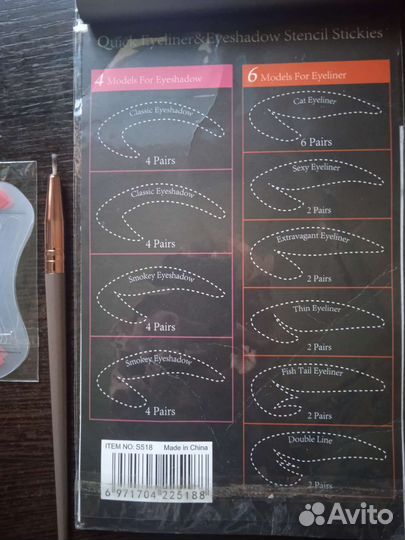 Quick Eyeliner&Eyeshadow Stencil Stickies
4 Models For Eyeshadow
Classic Eyeshadow
4 Pairs
Classic Eyeshadow
4 Pairs
Smokey Eyeshadow
4 Pairs
Smokey Eyeshadow
4 Pairs
6 Models For Eyeliner
Cat Eyeliner
6 Pairs
Sexy Eyeliner
2 Pairs
Extravagant Eyeliner
2 Pairs
Thin Eyeliner
2 Pairs
Fish Tail Eyeliner
2 Pairs
Double Line
2 Pairs
ITEM NO: S518 Made in China
6 971704 225188
Avito